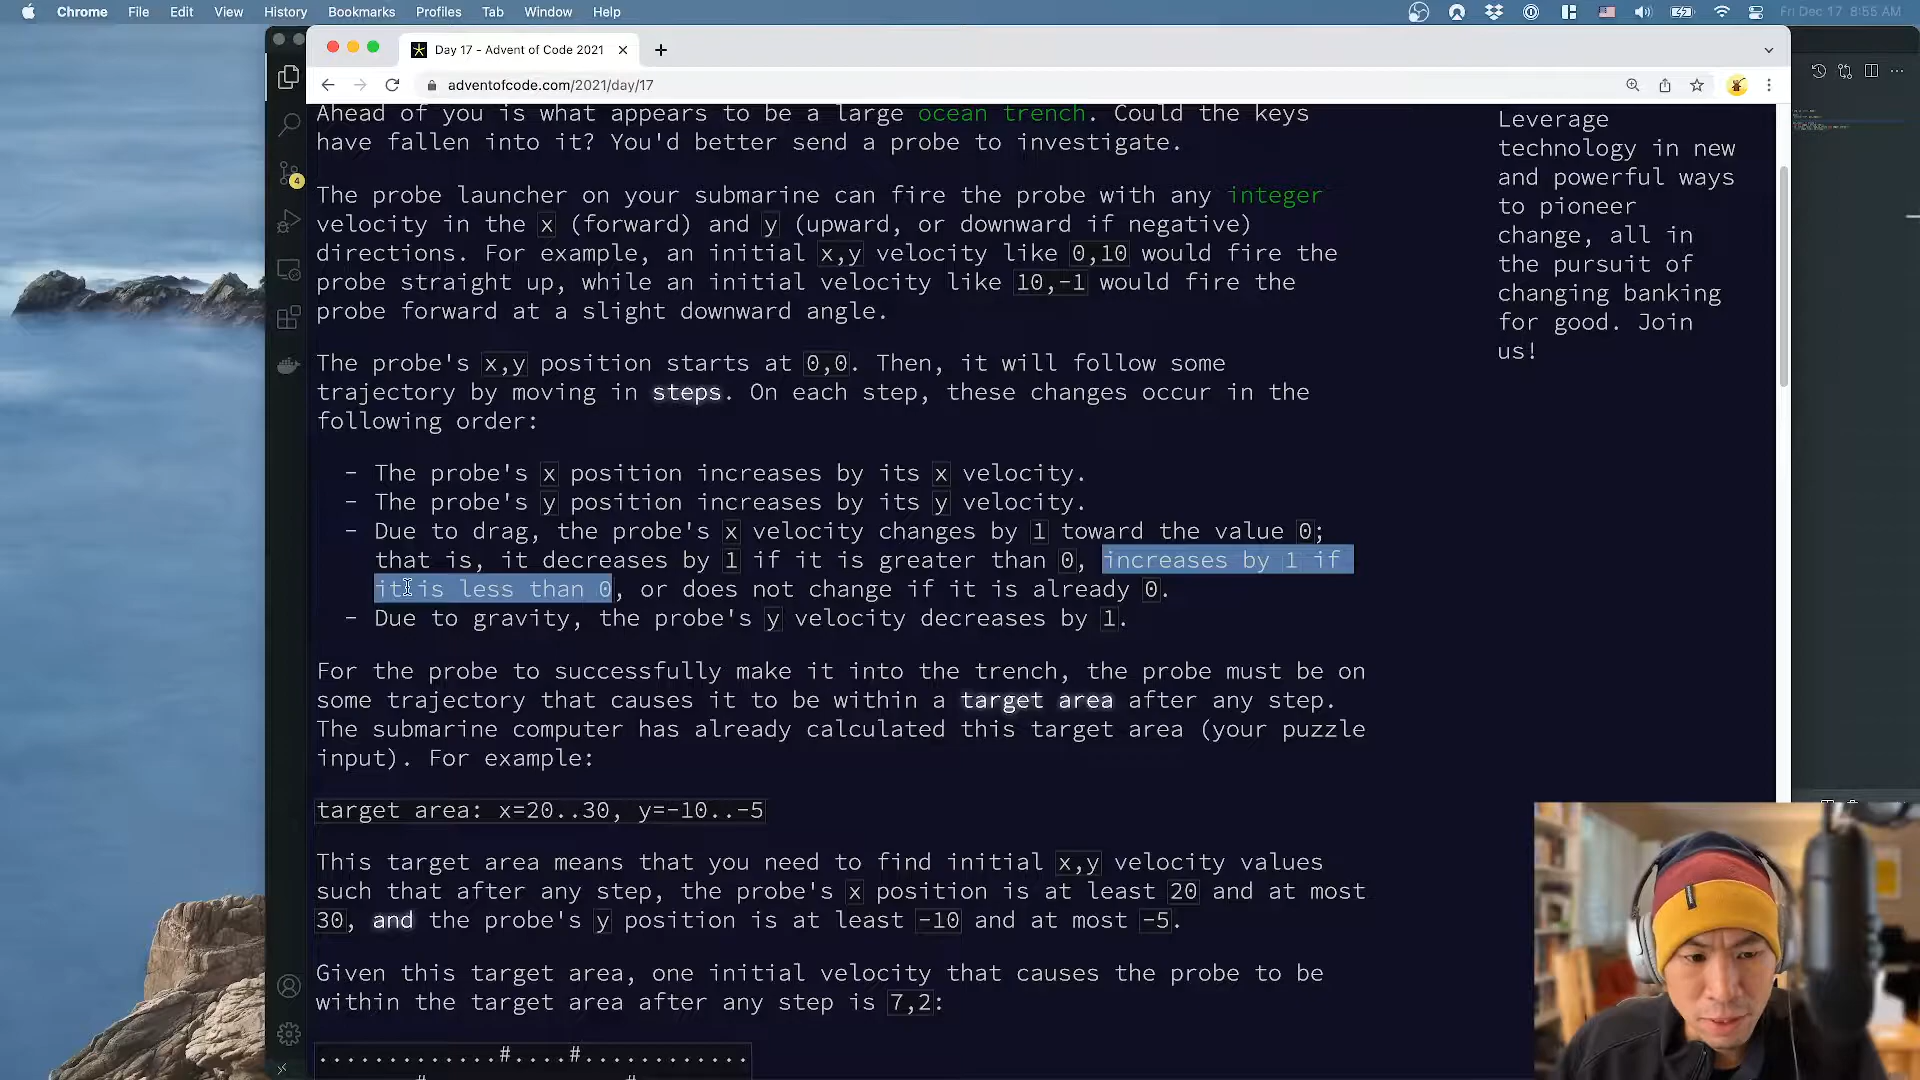 Chrome File Edit View History Bookmarks Profiles Tab Window Help Fri Dec 17 8:55 AM
Day 17 - Advent of Code 2021
adventofcode.com/2021/day/17
Ahead of you is what appears to be a large ocean trench. Could the keys
have fallen into it? You'd better send a probe to investigate.
The probe launcher on your submarine can fire the probe with any integer
velocity in the x (forward) and y (upward, or downward if negative)
directions. For example, an initial x,y velocity like 0,10 would fire the
probe straight up, while an initial velocity like 10,-1 would fire the
probe forward at a slight downward angle.
The probe's x,y position starts at 0,0. Then, it will follow some
trajectory by moving in steps. On each step, these changes occur in the
following order:
- The probe's x position increases by its x velocity.
- The probe's y position increases by its y velocity.
- Due to drag, the probe's x velocity changes by 1 toward the value 0;
that is, it decreases by 1 if it is greater than 0, increases by 1 if
it is less than 0, or does not change if it is already 0.
- Due to gravity, the probe's y velocity decreases by 1.
For the probe to successfully make it into the trench, the probe must be on
some trajectory that causes it to be within a target area after any step.
The submarine computer has already calculated this target area (your puzzle
input). For example:
target area: x=20..30, y=-10..-5
This target area means that you need to find initial x,y velocity values
such that after any step, the probe's x position is at least 20 and at most
30, and the probe's y position is at least -10 and at most -5.
Given this target area, one initial velocity that causes the probe to be
within the target area after any step is 7,2:
.............#....#............
Leverage
technology in new
and powerful ways
to pioneer
change, all in
the pursuit of
changing banking
for good. Join
us!
4